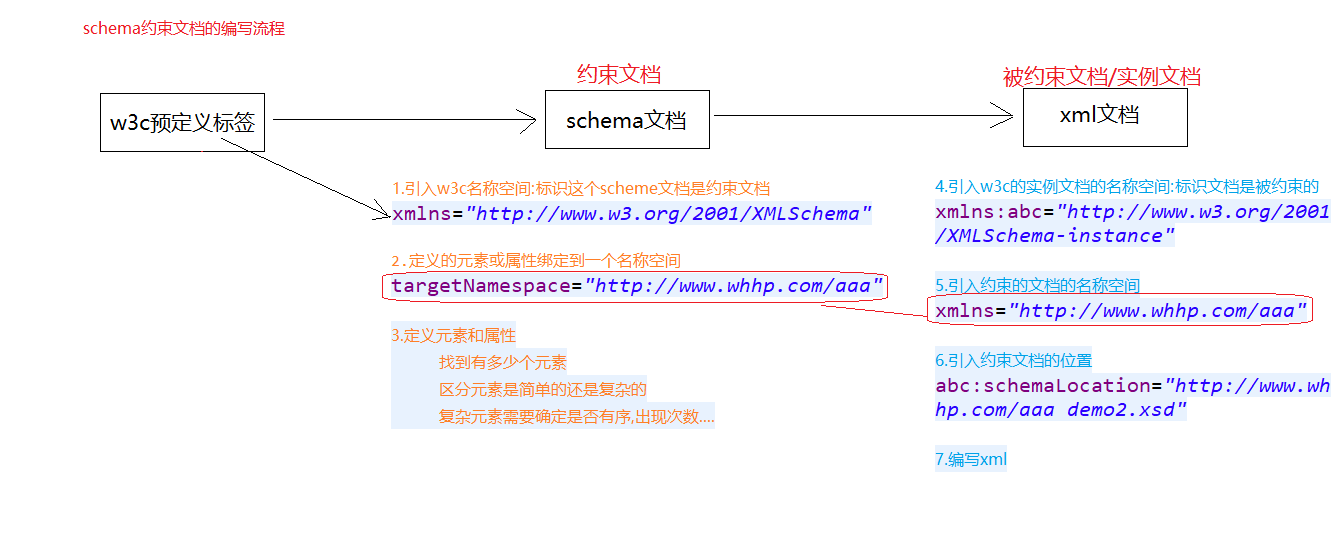 schema约束文档的编写流程
约束文档
被约束文档/实例文档
w3c预定义标签
schema文档
xml文档
1.引入w3c名称空间:标识这个scheme文档是约束文档
xmlns="http://www.w3.org/2001/XMLSchema"
2.定义的元素或属性绑定到一个名称空间
targetNamespace="http://www.whhp.com/aaa"
3.定义元素和属性
找到有多少个元素
区分元素是简单的还是复杂的
复杂元素需要确定是否有序,出现次数....
4.引入w3c的实例文档的名称空间:标识文档是被约束的
xmlns:abc="http://www.w3.org/2001
/XMLSchema-instance"
5.引入约束的文档的名称空间
xmlns="http://www.whhp.com/aaa"
6.引入约束文档的位置
abc:schemaLocation="http://www.wh
hp.com/aaa demo2.xsd"
7.编写xml